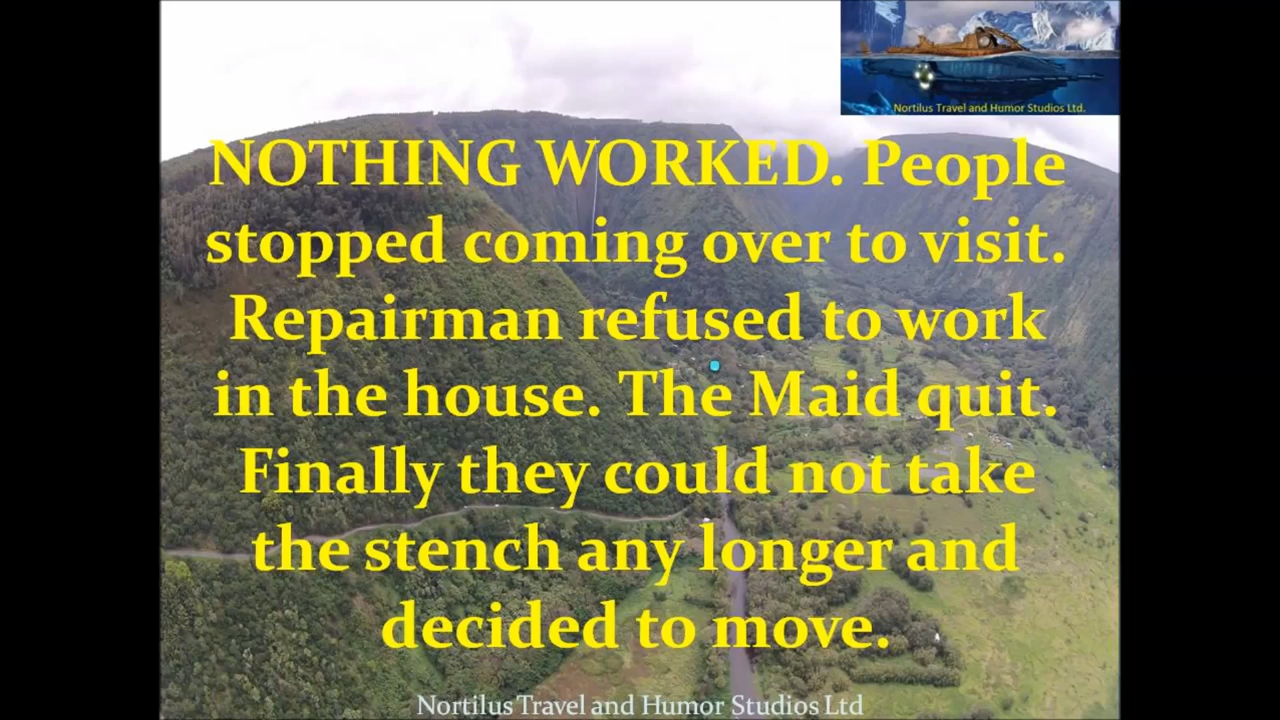 Nortilus Travel and Humor Studios Ltd.
NOTHING WORKED. People
stopped coming over to visit.
Repairman refused to work
in the house. The Maid quit.
Finally they could not take
the stench any longer and
decided to move.
Nortilus Travel and Humor Studios Ltd